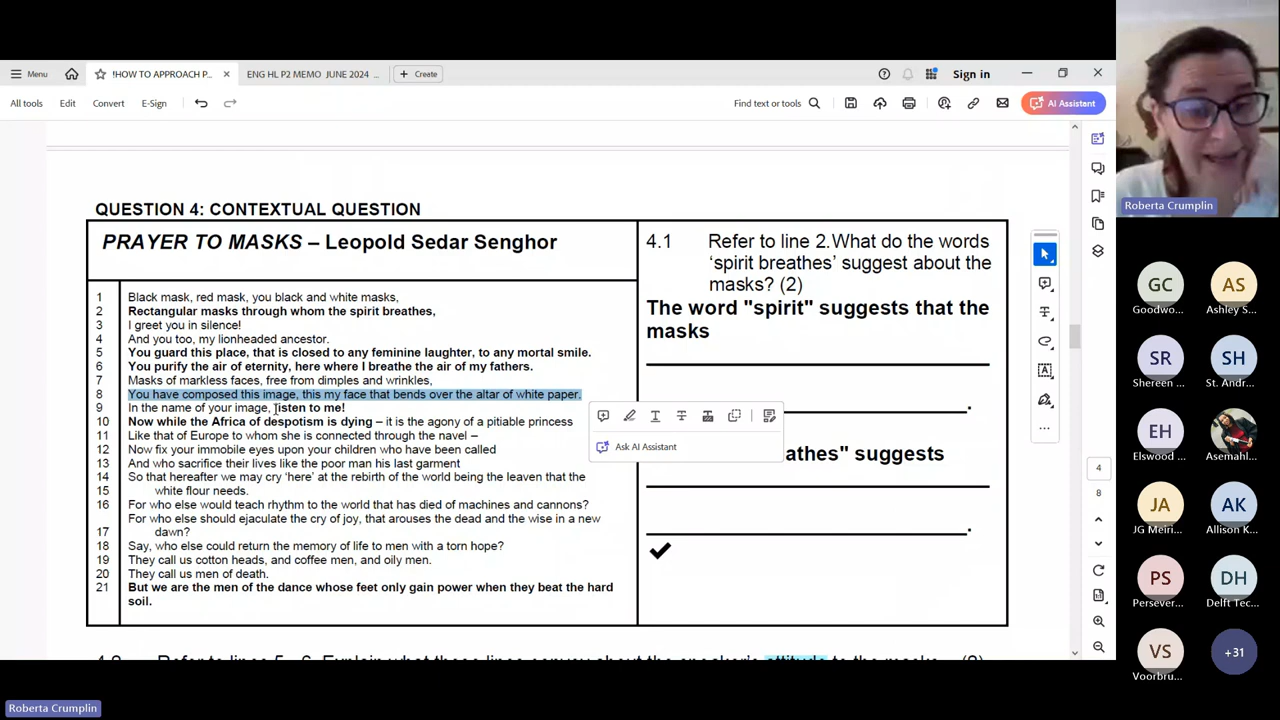 Menu
!HOW TO APPROACH P...
ENG HL P2 MEMO JUNE 2024 ...
Create
Sign in
All tools
Edit
Convert
E-Sign
Find text or tools
AI Assistant
QUESTION 4: CONTEXTUAL QUESTION
PRAYER TO MASKS – Leopold Sedar Senghor
1 Black mask, red mask, you black and white masks,
2 Rectangular masks through whom the spirit breathes,
3 I greet you in silence!
4 And you too, my lionheaded ancestor.
5 You guard this place, that is closed to any feminine laughter, to any mortal smile.
6 You purify the air of eternity, here where I breathe the air of my fathers.
7 Masks of markless faces, free from dimples and wrinkles,
8 You have composed this image, this my face that bends over the altar of white paper.
9 In the name of your image, listen to me!
10 Now while the Africa of despotism is dying – it is the agony of a pitiable princess
11 Like that of Europe to whom she is connected through the navel –
12 Now fix your immobile eyes upon your children who have been called
13 And who sacrifice their lives like the poor man his last garment
14 So that hereafter we may cry 'here' at the rebirth of the world being the leaven that the
15 white flour needs.
16 For who else would teach rhythm to the world that has died of machines and cannons?
For who else should ejaculate the cry of joy, that arouses the dead and the wise in a new
17 dawn?
18 Say, who else could return the memory of life to men with a torn hope?
19 They call us cotton heads, and coffee men, and oily men.
20 They call us men of death.
21 But we are the men of the dance whose feet only gain power when they beat the hard
soil.
4.1 Refer to line 2.What do the words
'spirit breathes' suggest about the
masks? (2)
The word "spirit" suggests that the
masks
.
athes" suggests
.
Ask AI Assistant
4
8
Roberta Crumplin
GC
Goodwo...
AS
Ashley S...
SR
Shereen ...
SH
St. Andr...
EH
Elswood ...
Asemahl...
JA
JG Meiri...
AK
Allison K...
PS
Persever...
DH
Delft Tec...
VS
Voorbru...
+31
Roberta Crumplin